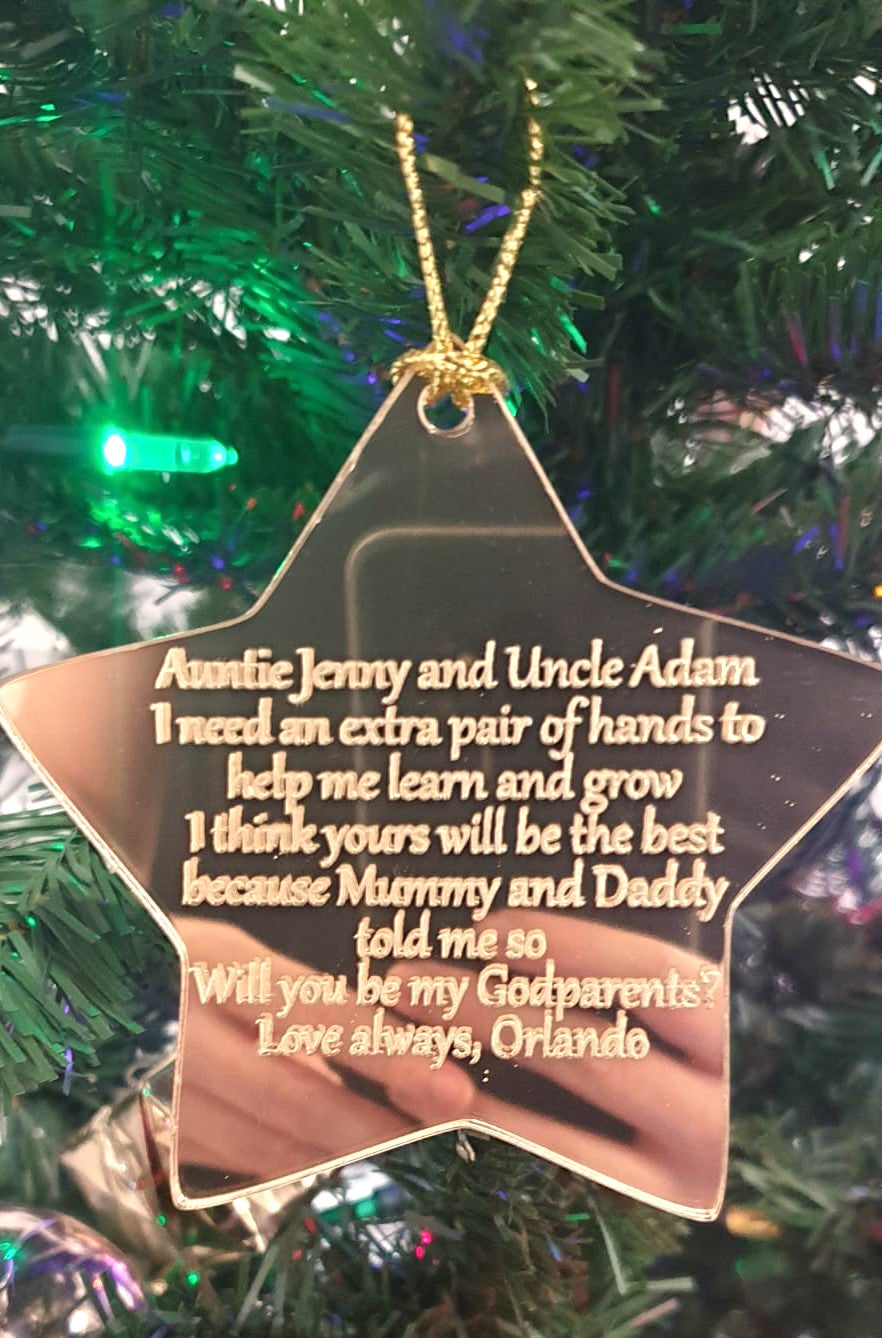 Auntie Jenny and Uncle Adam
I need an extra pair of hands to
help me learn and grow
I think yours will be the best
because Mummy and Daddy
told me so
Will you be my Godparents?
Love always, Orlando